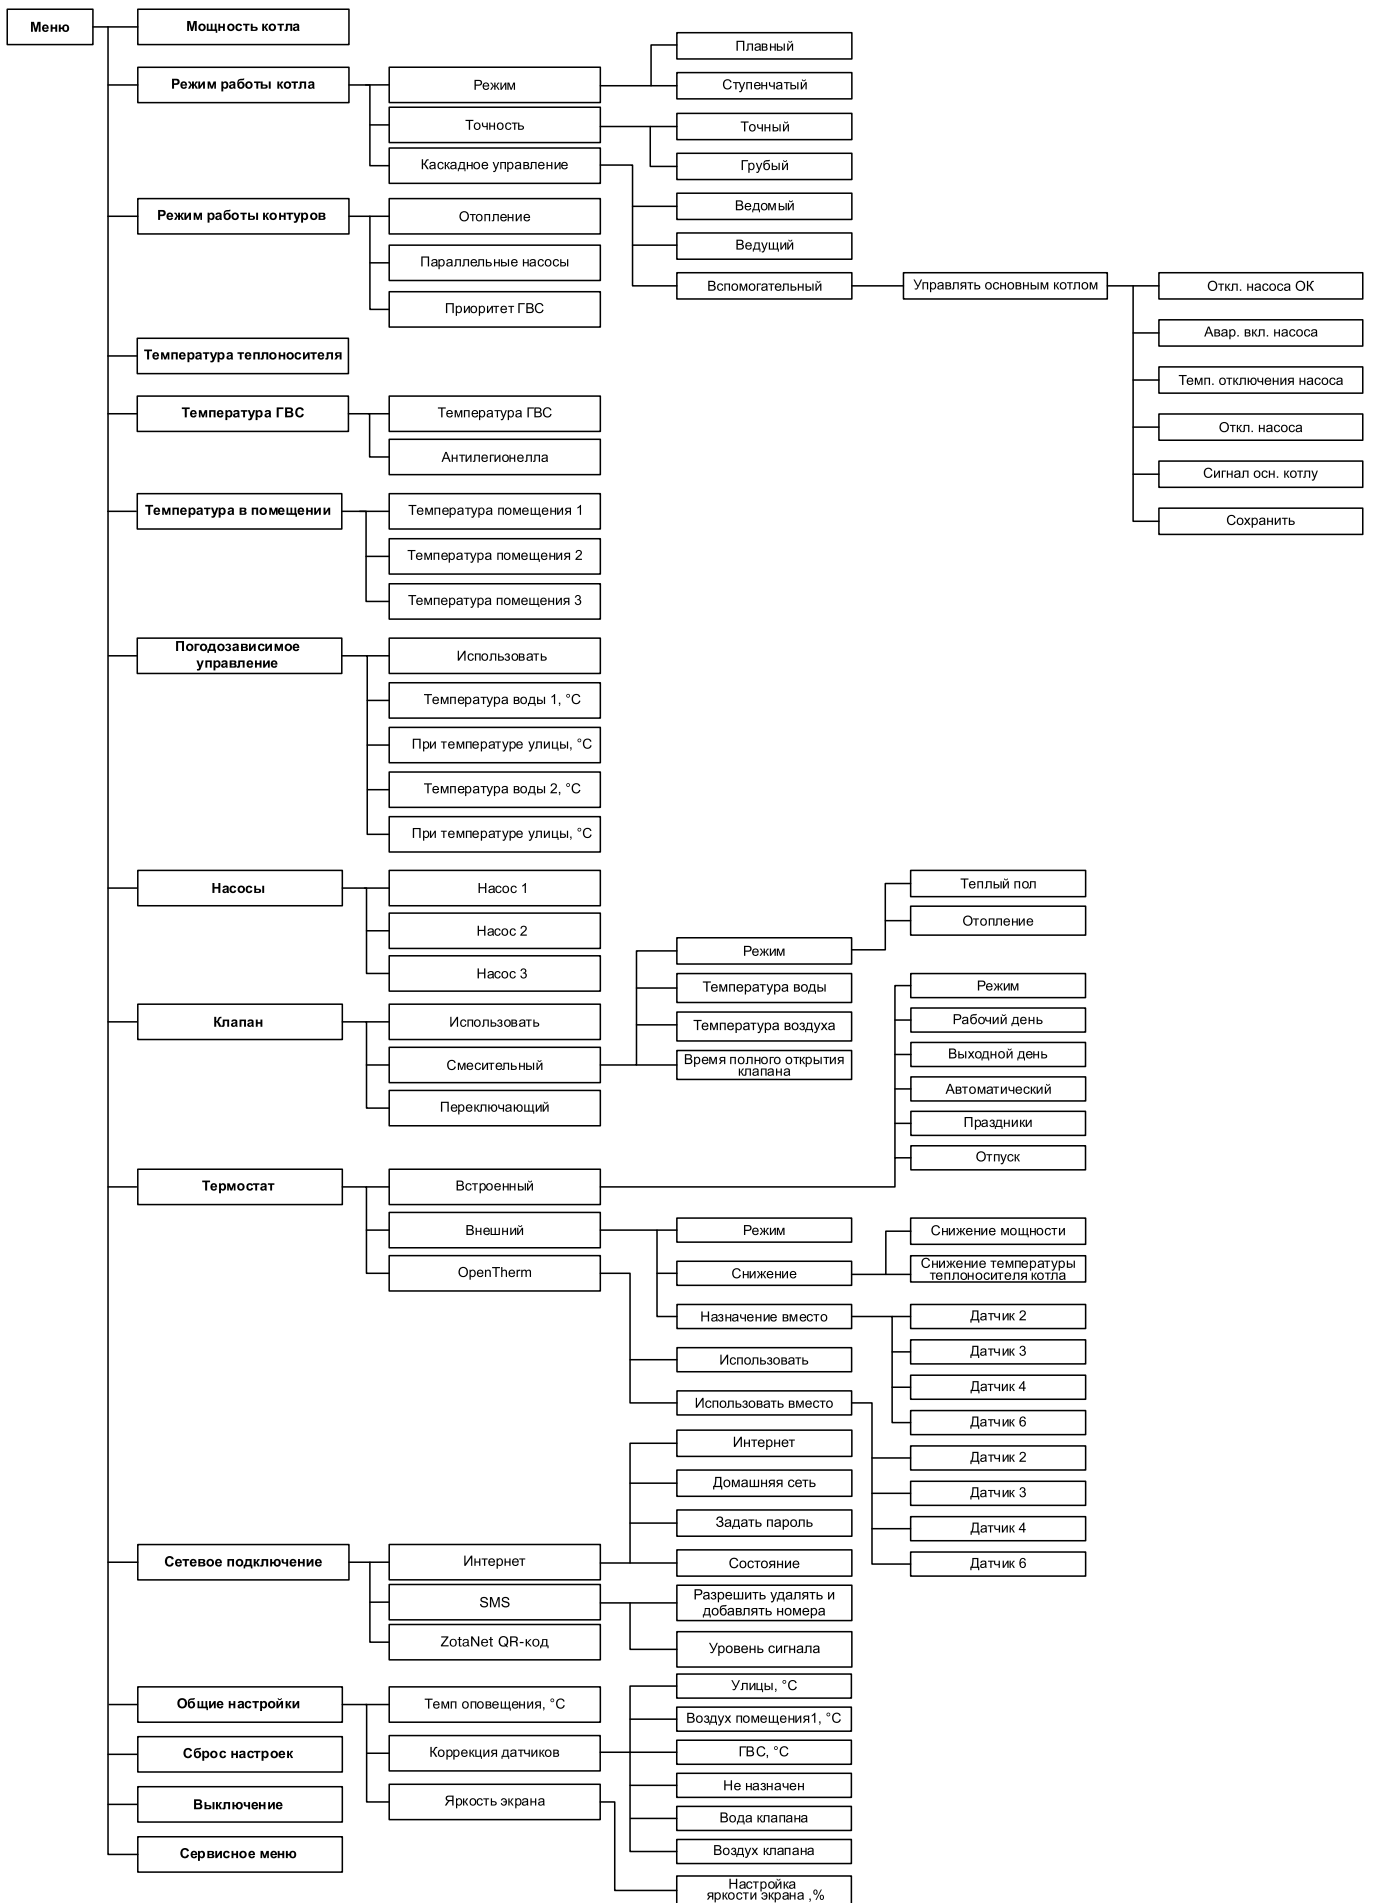 Меню
Мощность котла
Режим работы котла
Режим
Плавный
Ступенчатый
Точность
Точный
Грубый
Каскадное управление
Ведомый
Ведущий
Вспомогательный
Управлять основным котлом
Откл. насоса ОК
Авар. вкл. насоса
Темп. отключения насоса
Откл. насоса
Сигнал осн. котлу
Сохранить
Режим работы контуров
Отопление
Параллельные насосы
Приоритет ГВС
Температура теплоносителя
Температура ГВС
Температура ГВС
Антилегионелла
Температура в помещении
Температура помещения 1
Температура помещения 2
Температура помещения 3
Погодозависимое
управление
Использовать
Температура воды 1, °С
При температуре улицы, °С
Температура воды 2, °С
При температуре улицы, °С
Насосы
Насос 1
Насос 2
Насос 3
Клапан
Использовать
Смесительный
Режим
Теплый пол
Отопление
Температура воды
Температура воздуха
Время полного открытия
клапана
Переключающий
Термостат
Встроенный
Режим
Рабочий день
Выходной день
Автоматический
Праздники
Отпуск
Внешний
Режим
Снижение
Снижение мощности
Снижение температуры
теплоносителя котла
Назначение вместо
Датчик 2
Датчик 3
Датчик 4
Датчик 6
OpenTherm
Использовать
Использовать вместо
Датчик 2
Датчик 3
Датчик 4
Датчик 6
Сетевое подключение
Интернет
Интернет
Домашняя сеть
Задать пароль
Состояние
SMS
Разрешить удалять и
добавлять номера
Уровень сигнала
ZotaNet QR-код
Общие настройки
Темп оповещения, °С
Коррекция датчиков
Улицы, °С
Воздух помещения1, °С
ГВС, °С
Не назначен
Вода клапана
Воздух клапана
Яркость экрана
Настройка
яркости экрана ,%
Сброс настроек
Выключение
Сервисное меню